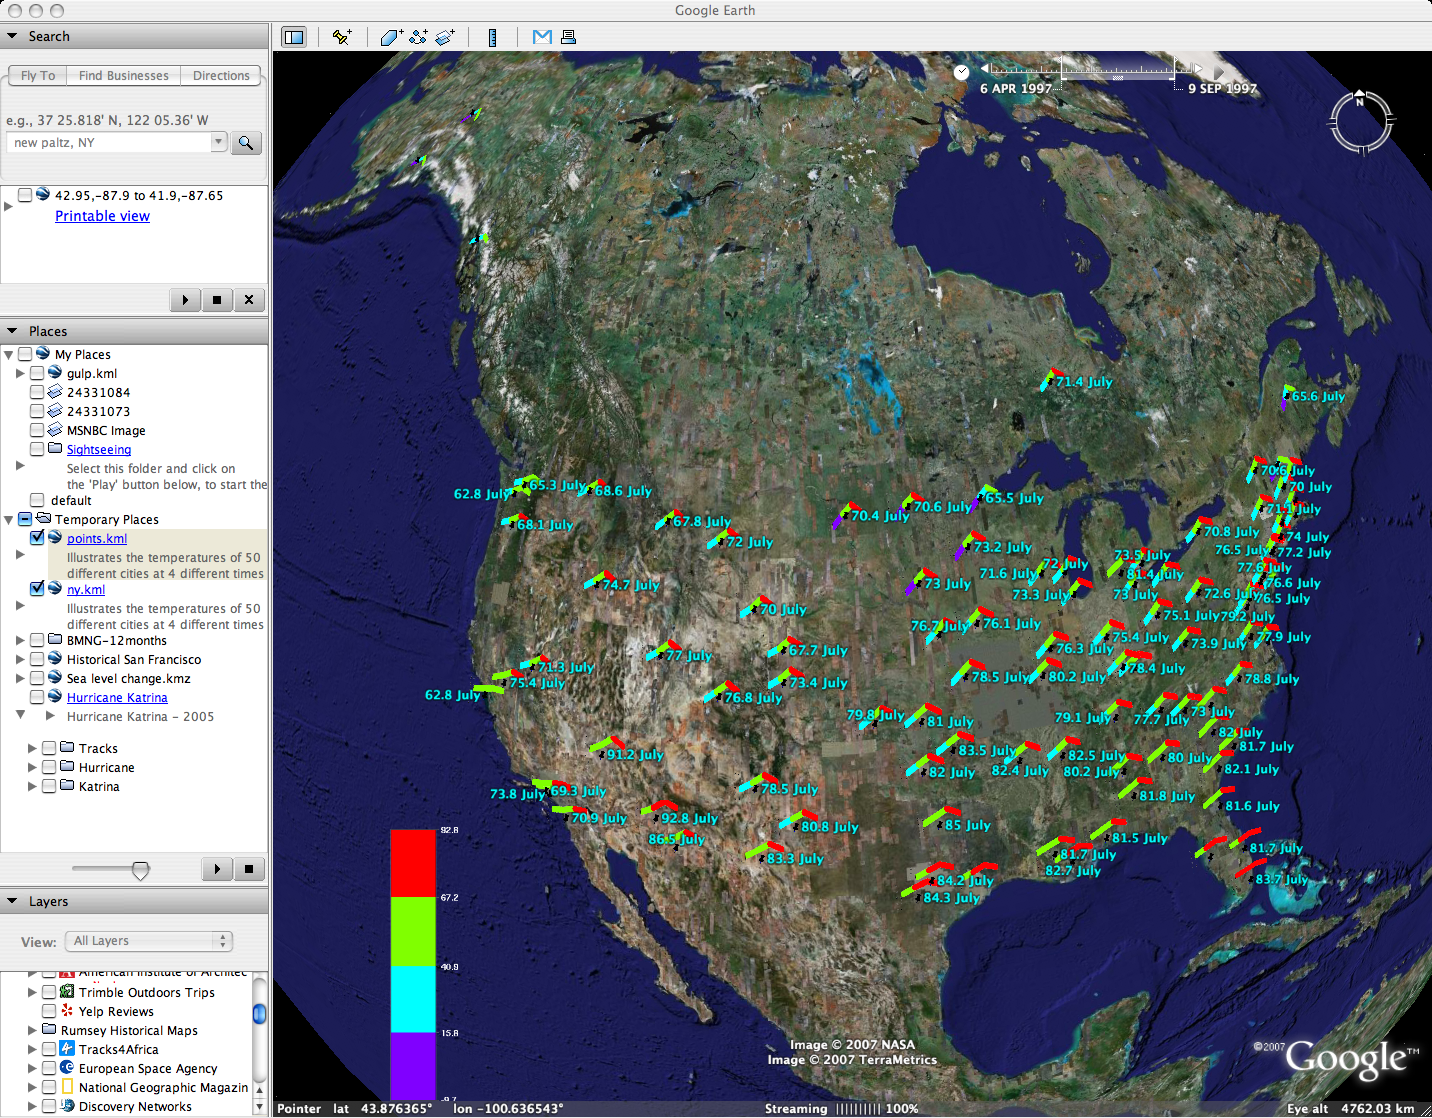 Google Earth
Search
Fly To
Find Businesses
Directions
e.g., 37 25.818' N, 122 05.36' W
new paltz, NY
42.95,-87.9 to 41.9,-87.65
Printable view
Places
My Places
gulp.kml
24331084
24331073
MSNBC Image
Sightseeing
Select this folder and click on
the 'Play' button below, to start the
default
Temporary Places
points.kml
Illustrates the temperatures of 50
different cities at 4 different times
ny.kml
Illustrates the temperatures of 50
different cities at 4 different times
BMNG-12months
Historical San Francisco
Sea level change.kmz
Hurricane Katrina
Hurricane Katrina - 2005
Tracks
Hurricane
Katrina
Layers
View:
All Layers
American Institute of Architec
Trimble Outdoors Trips
Yelp Reviews
Rumsey Historical Maps
Tracks4Africa
European Space Agency
National Geographic Magazin
Discovery Networks
6 APR 1997
9 SEP 1997
N
71.4 July
65.6 July
70.6 July
70 July
62.8 July
65.3 July
68.6 July
65.5 July
70.6 July
70.4 July
71.1 July
68.1 July
67.8 July
72 July
70.8 July
74 July
73.2 July
76.5 July
77.2 July
73.5 July
72 July
77.6 July
71.6 July
81.4 July
76.6 July
74.7 July
73 July
73.3 July
73 July
72.6 July
76.5 July
70 July
75.1 July
79.2 July
76.7 July
76.1 July
75.4 July
77.9 July
76.3 July
73.9 July
67.7 July
77 July
71.3 July
78.4 July
75.4 July
73.4 July
78.5 July
80.2 July
78.8 July
62.8 July
76.8 July
79.8 July
81 July
79.1 July
77.7 July
73 July
82 July
91.2 July
83.5 July
82.5 July
80 July
81.7 July
82 July
82.4 July
80.2 July
82.1 July
73.8 July
69.3 July
78.5 July
81.8 July
81.6 July
70.9 July
92.8 July
80.8 July
85 July
86.5 July
81.5 July
83.3 July
81.7 July
81.7 July
82.7 July
84.2 July
83.7 July
84.3 July
92.8
67.2
40.9
15.8
-9.7
Image © 2007 NASA
Image © 2007 TerraMetrics
©2007 Google™
Pointer lat 43.876365° lon -100.636543°
Streaming |||||||||| 100%
Eye alt 4762.03 km